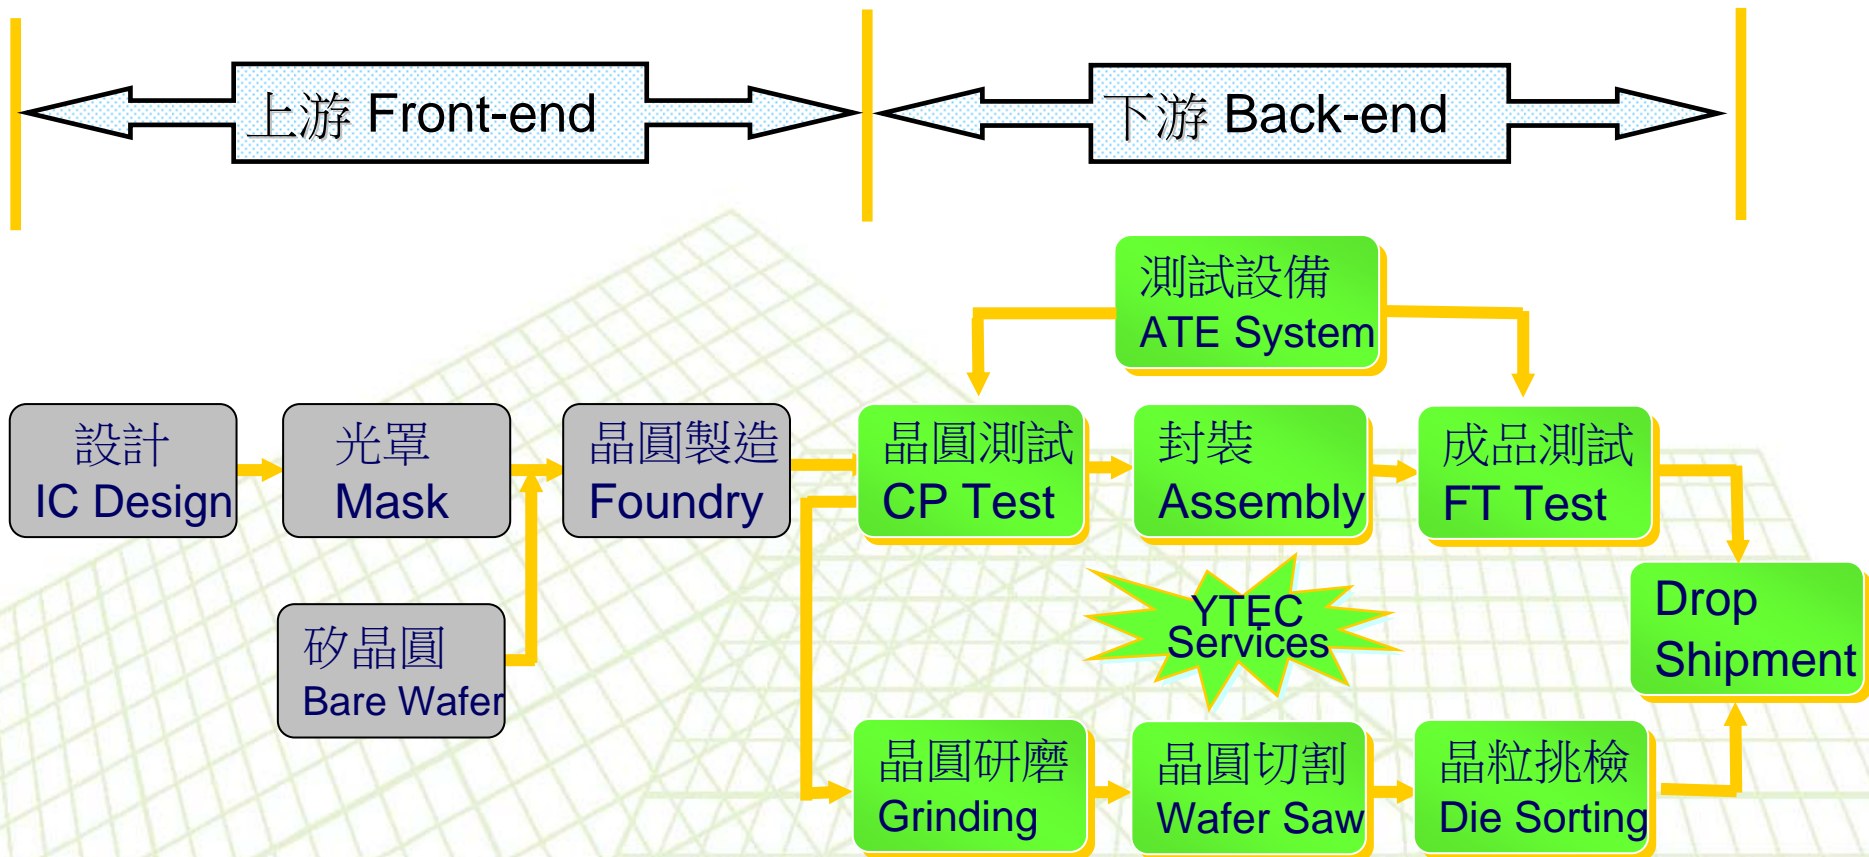 上游 Front-end
下游 Back-end
測試設備
ATE System
設計
IC Design
光罩
Mask
晶圓製造
Foundry
晶圓測試
CP Test
封裝
Assembly
成品測試
FT Test
矽晶圓
Bare Wafer
YTEC
Services
Drop
Shipment
晶圓研磨
Grinding
晶圓切割
Wafer Saw
晶粒挑檢
Die Sorting